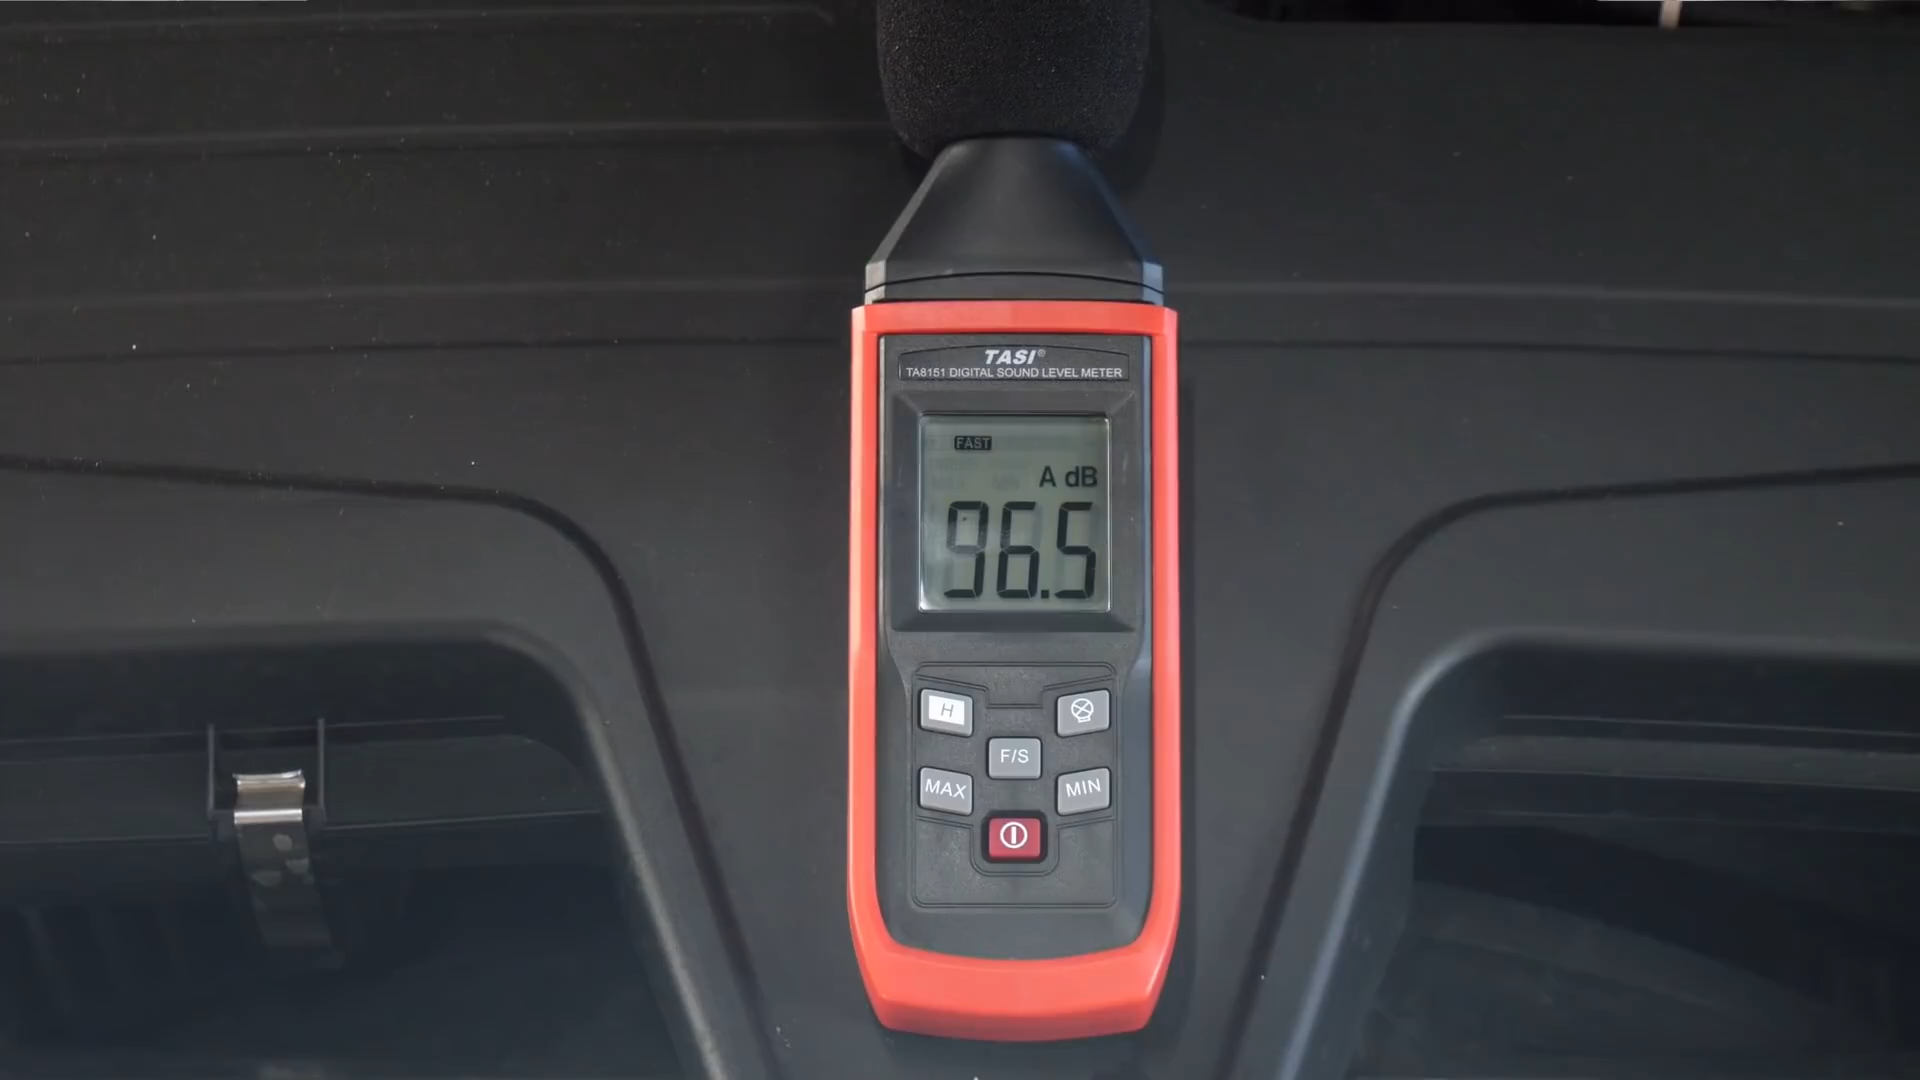 TASI®
TA8151 DIGITAL SOUND LEVEL METER
FAST
A dB
96.5
H
F/S
MAX
MIN